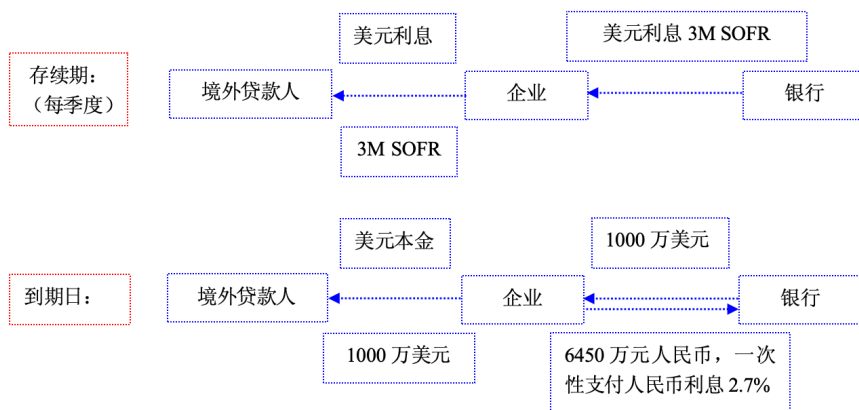 美元利息
美元利息 3M SOFR
存续期：
（每季度）
境外贷款人
企业
银行
3M SOFR
美元本金
1000 万美元
到期日：
境外贷款人
企业
银行
1000 万美元
6450 万元人民币，一次
性支付人民币利息 2.7%